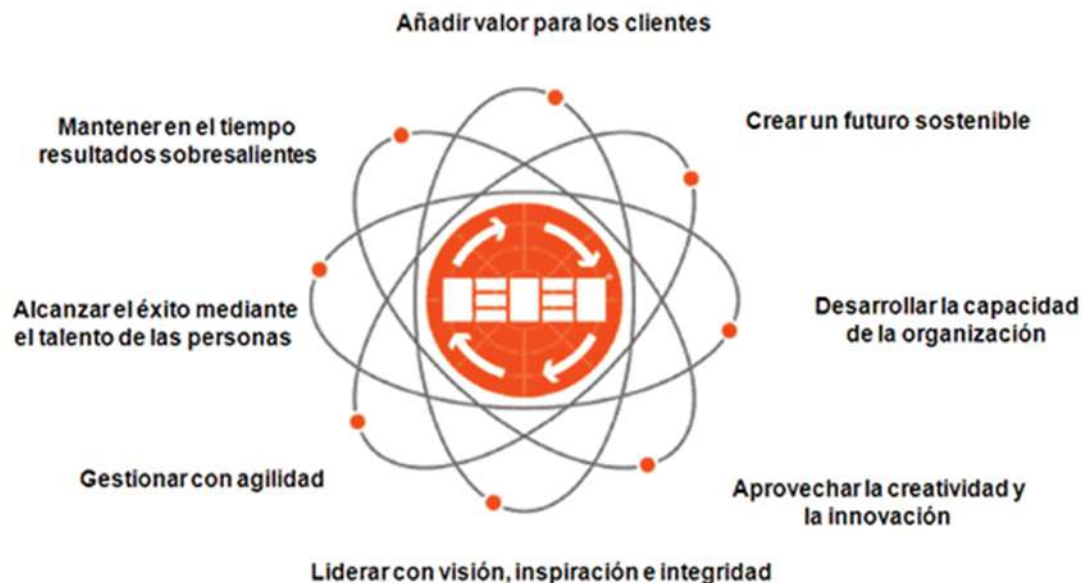 Añadir valor para los clientes
Crear un futuro sostenible
Desarrollar la capacidad
de la organización
Aprovechar la creatividad y
la innovación
Liderar con visión, inspiración e integridad
Gestionar con agilidad
Alcanzar el éxito mediante
el talento de las personas
Mantener en el tiempo
resultados sobresalientes